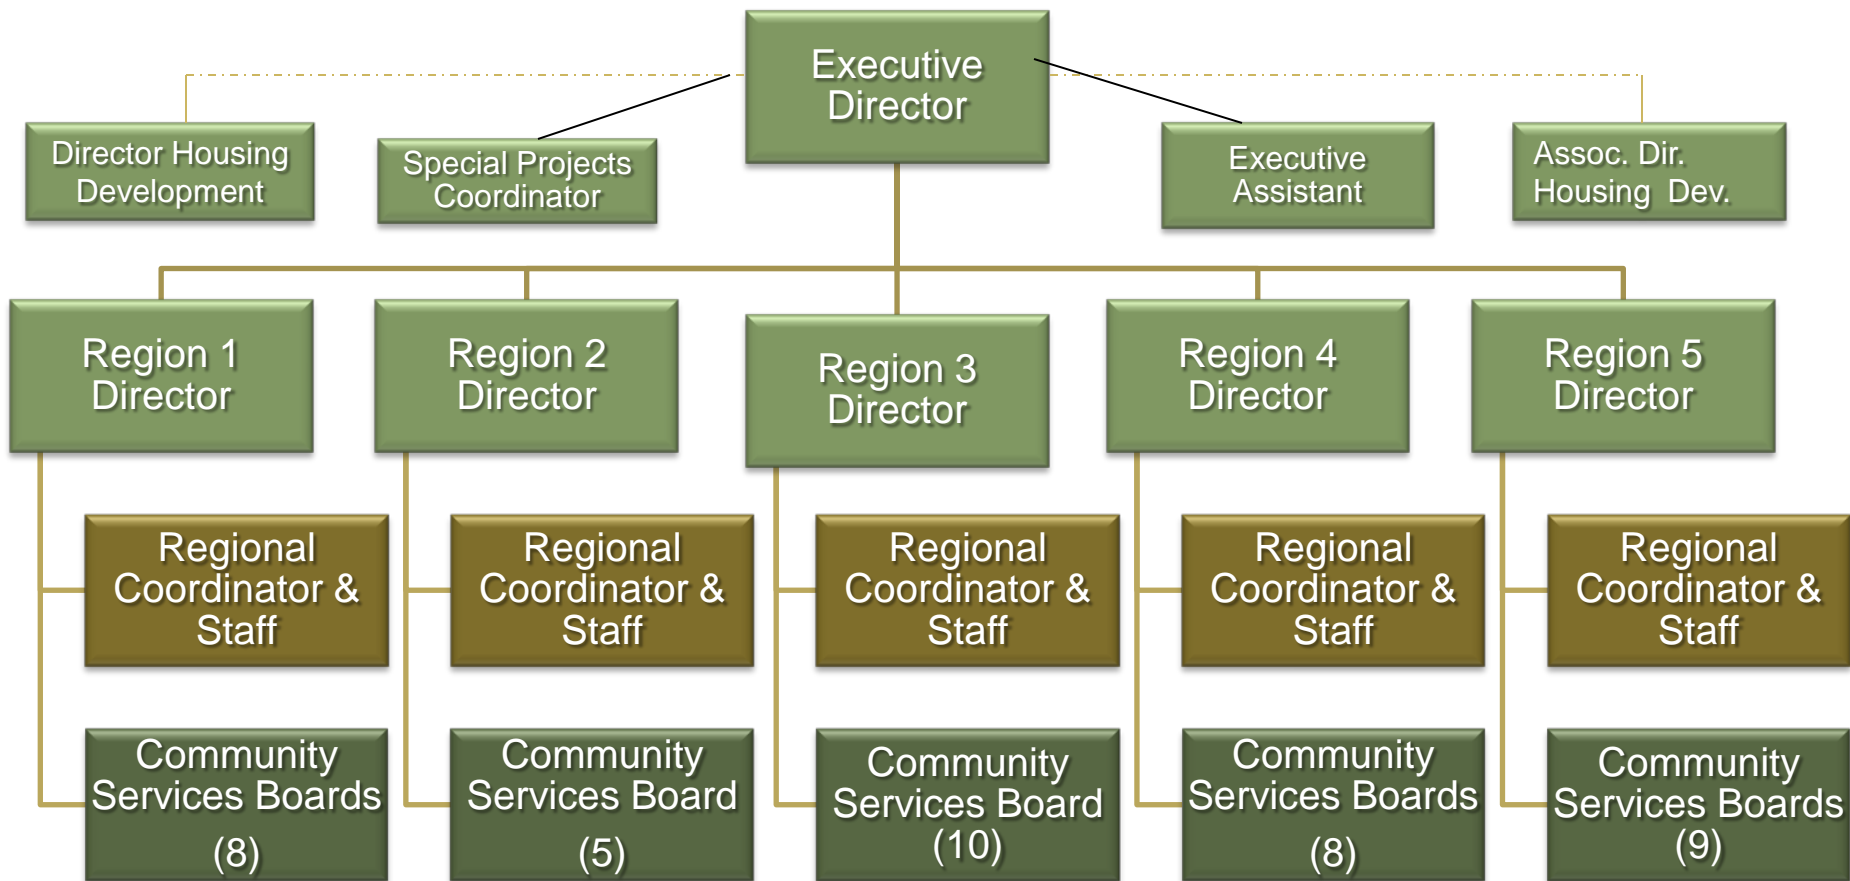 Executive
Director
Director Housing
Development
Special Projects
Coordinator
Executive
Assistant
Assoc. Dir.
Housing  Dev.
Region 1
Director
Region 2
Director
Region 3
Director
Region 4
Director
Region 5
Director
Regional
Coordinator &
Staff
Regional
Coordinator &
Staff
Regional
Coordinator &
Staff
Regional
Coordinator &
Staff
Regional
Coordinator &
Staff
Community
Services Boards
(8)
Community
Services Board
(5)
Community
Services Board
(10)
Community
Services Boards
(8)
Community
Services Boards
(9)